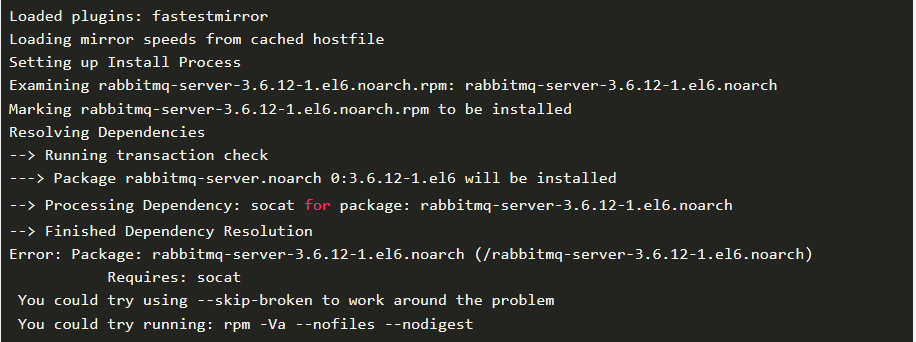 Loaded plugins: fastestmirror
Loading mirror speeds from cached hostfile
Setting up Install Process
Examining rabbitmq-server-3.6.12-1.el6.noarch.rpm: rabbitmq-server-3.6.12-1.el6.noarch
Marking rabbitmq-server-3.6.12-1.el6.noarch.rpm to be installed
Resolving Dependencies
--> Running transaction check
---> Package rabbitmq-server.noarch 0:3.6.12-1.el6 will be installed
--> Processing Dependency: socat for package: rabbitmq-server-3.6.12-1.el6.noarch
--> Finished Dependency Resolution
Error: Package: rabbitmq-server-3.6.12-1.el6.noarch (/rabbitmq-server-3.6.12-1.el6.noarch)
           Requires: socat
 You could try using --skip-broken to work around the problem
 You could try running: rpm -Va --nofiles --nodigest